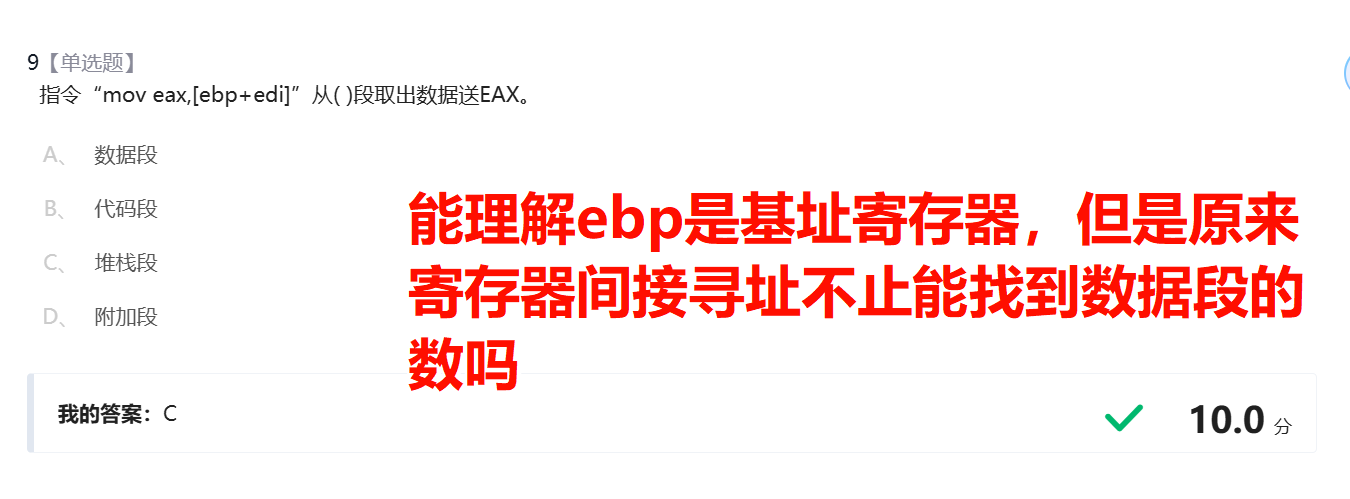 9【单选题】
指令“mov eax,[ebp+edi]”从( )段取出数据送EAX。
A、 数据段
B、 代码段
C、 堆栈段
D、 附加段
能理解ebp是基址寄存器，但是原来
寄存器间接寻址不止能找到数据段的
数吗
我的答案：C
10.0 分